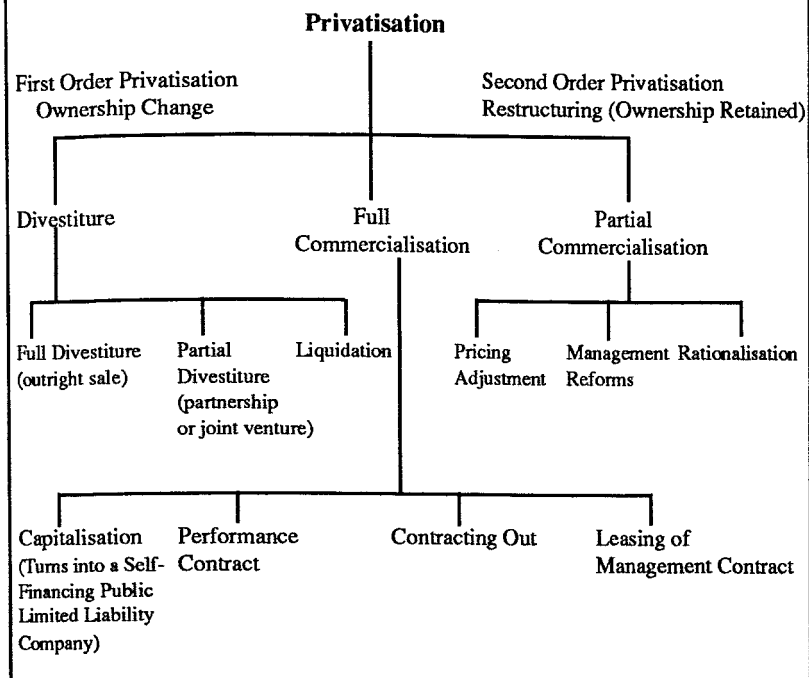 Privatisation
First Order Privatisation
Ownership Change
Second Order Privatisation
Restructuring (Ownership Retained)
Divestiture
Full
Commercialisation
Partial
Commercialisation
Full Divestiture
(outright sale)
Partial
Divestiture
(partnership
or joint venture)
Liquidation
Pricing
Adjustment
Management
Reforms
Rationalisation
Capitalisation
(Turns into a Self-
Financing Public
Limited Liability
Company)
Performance
Contract
Contracting Out
Leasing of
Management Contract